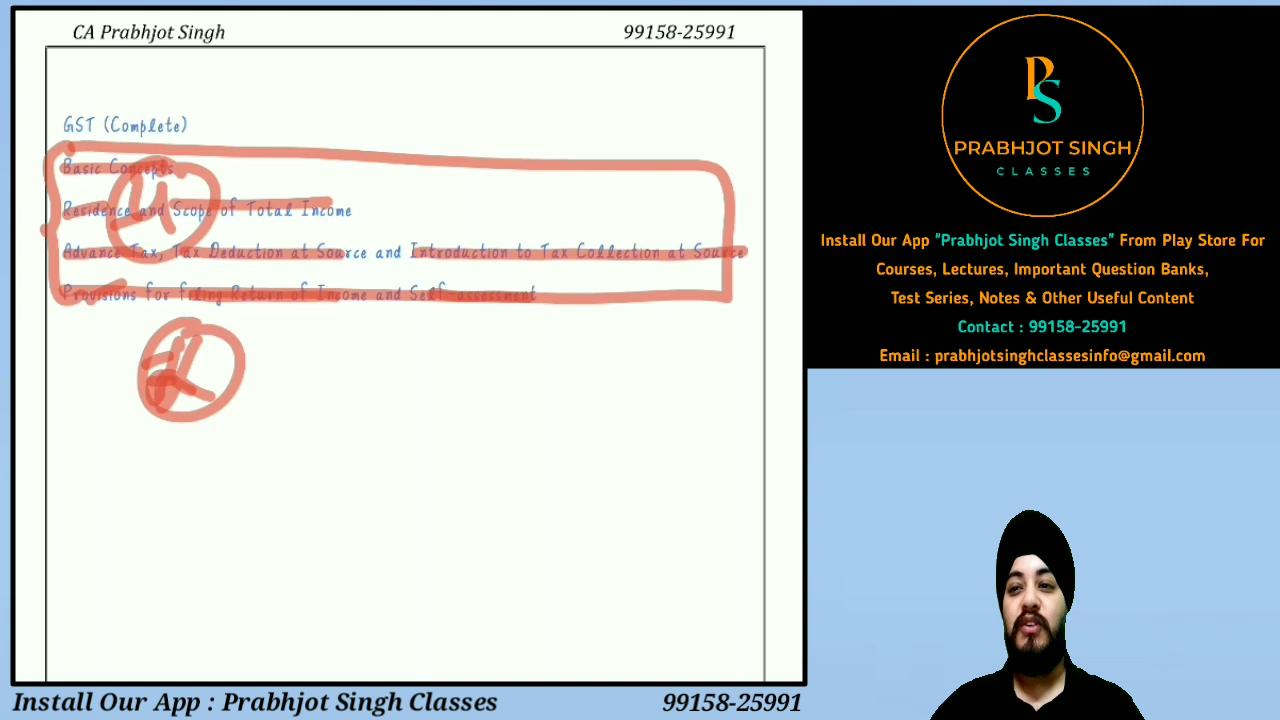 CA Prabhjot Singh 99158-25991
GST (Complete)
Basic Concepts
Residence and Scope of Total Income
Advance Tax, Tax Deduction at Source and Introduction to Tax Collection at Source
Provisions for filing Return of Income and Self-assessment
4
Install Our App : Prabhjot Singh Classes 99158-25991
PS
PRABHJOT SINGH
CLASSES
Install Our App "Prabhjot Singh Classes" From Play Store For
Courses, Lectures, Important Question Banks,
Test Series, Notes & Other Useful Content
Contact : 99158-25991
Email : prabhjotsinghclassesinfo@gmail.com